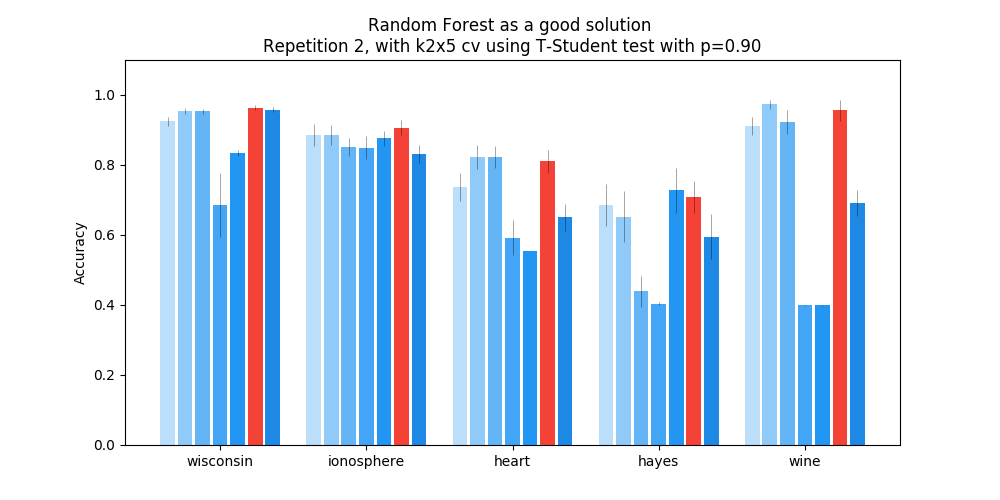 Random Forest as a good solution
Repetition 2, with k2x5 cv using T-Student test with p=0.90
1.0
0.8
0.6
0.4
0.2
0.0
Accuracy
wisconsin
ionosphere
heart
hayes
wine